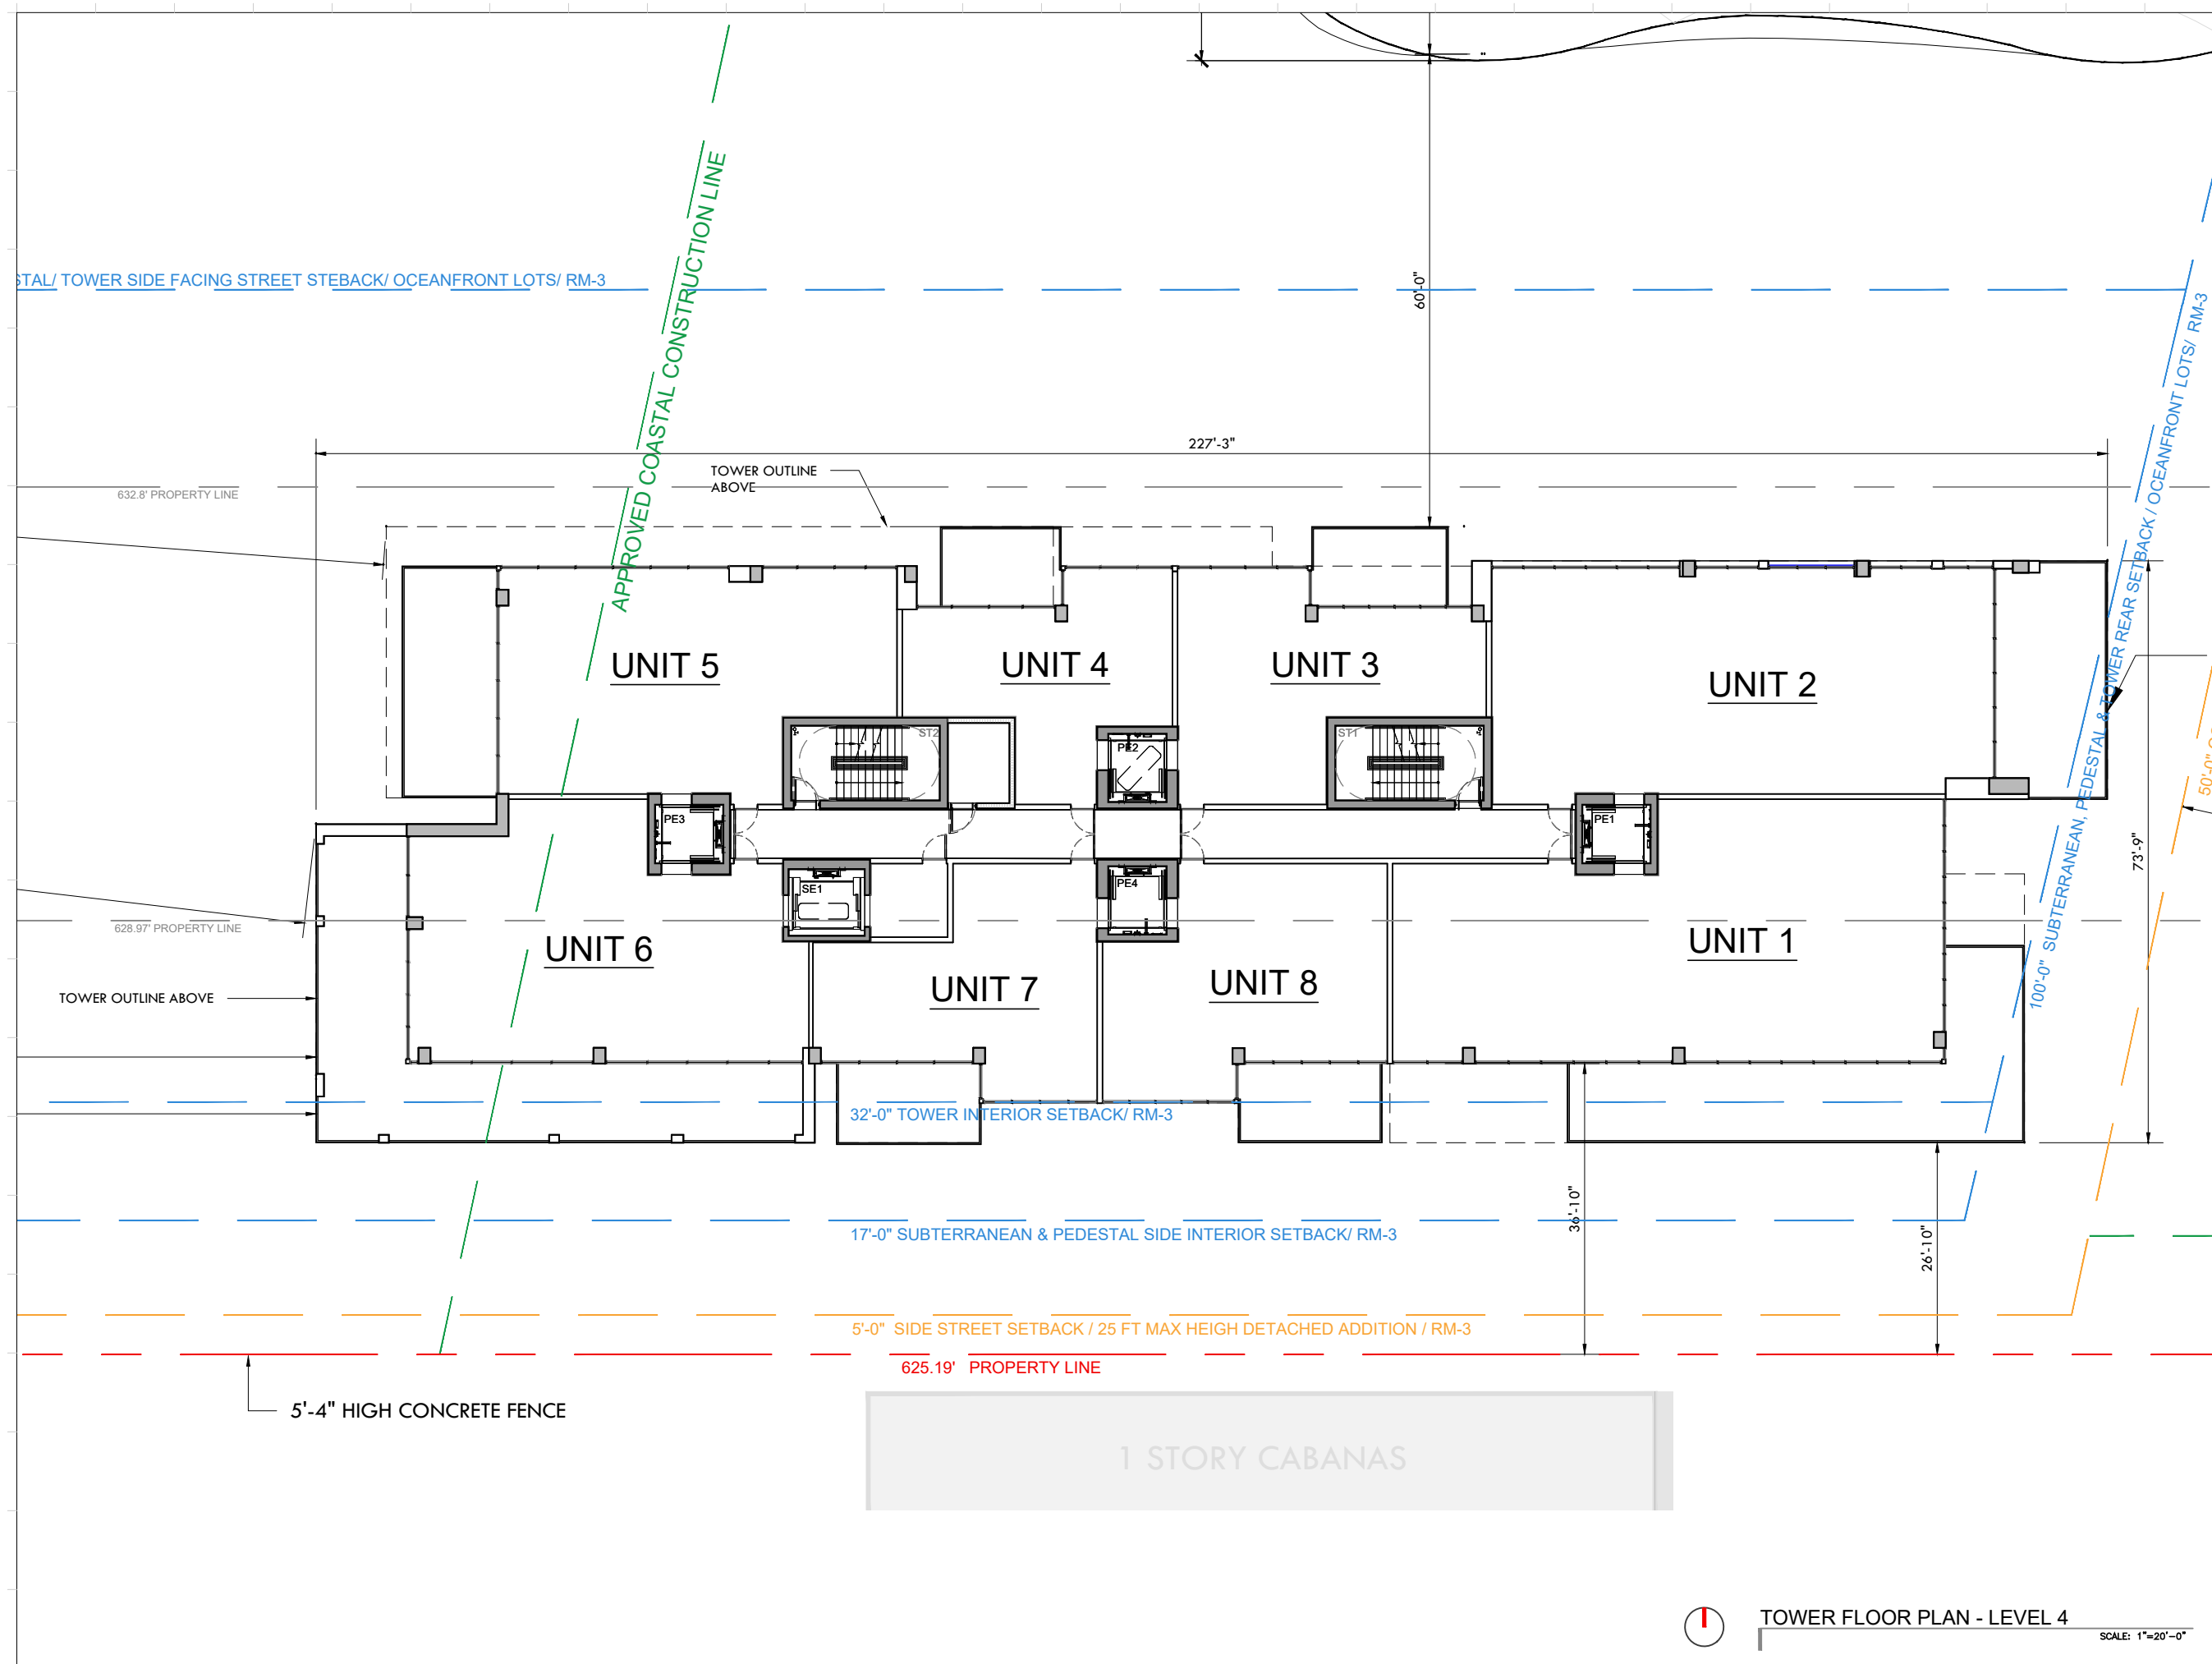 STAL/ TOWER SIDE FACING STREET STEBACK/ OCEANFRONT LOTS/ RM-3
APPROVED COASTAL CONSTRUCTION LINE
60'-0"
100'-0" SUBTERRANEAN, PEDESTAL & TOWER REAR SETBACK / OCEANFRONT LOTS/ RM-3
227'-3"
TOWER OUTLINE
ABOVE
632.8' PROPERTY LINE
UNIT 5
UNIT 4
UNIT 3
UNIT 2
ST2
PE2
ST1
50'-0"
PE3
PE1
73'-9"
SE1
PE4
628.97' PROPERTY LINE
UNIT 6
UNIT 7
UNIT 8
UNIT 1
TOWER OUTLINE ABOVE
32'-0" TOWER INTERIOR SETBACK/ RM-3
36'-10"
26'-10"
17'-0" SUBTERRANEAN & PEDESTAL SIDE INTERIOR SETBACK/ RM-3
5'-0" SIDE STREET SETBACK / 25 FT MAX HEIGH DETACHED ADDITION / RM-3
625.19' PROPERTY LINE
5'-4" HIGH CONCRETE FENCE
1 STORY CABANAS
TOWER FLOOR PLAN - LEVEL 4
SCALE: 1"=20'-0"